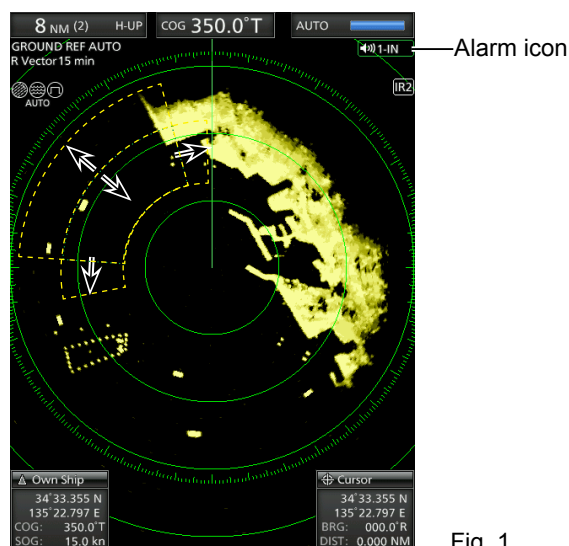 8 NM (2) H-UP COG 350.0°T AUTO
GROUND REF AUTO
1-IN
Alarm icon
R Vector15 min
IR2
AUTO
Own Ship
34°33.355 N
135°22.797 E
COG: 350.0°T
SOG: 15.0 kn
Cursor
34°33.355 N
135°22.797 E
BRG: 000.0°R
DIST: 0.000 NM
Fig. 1